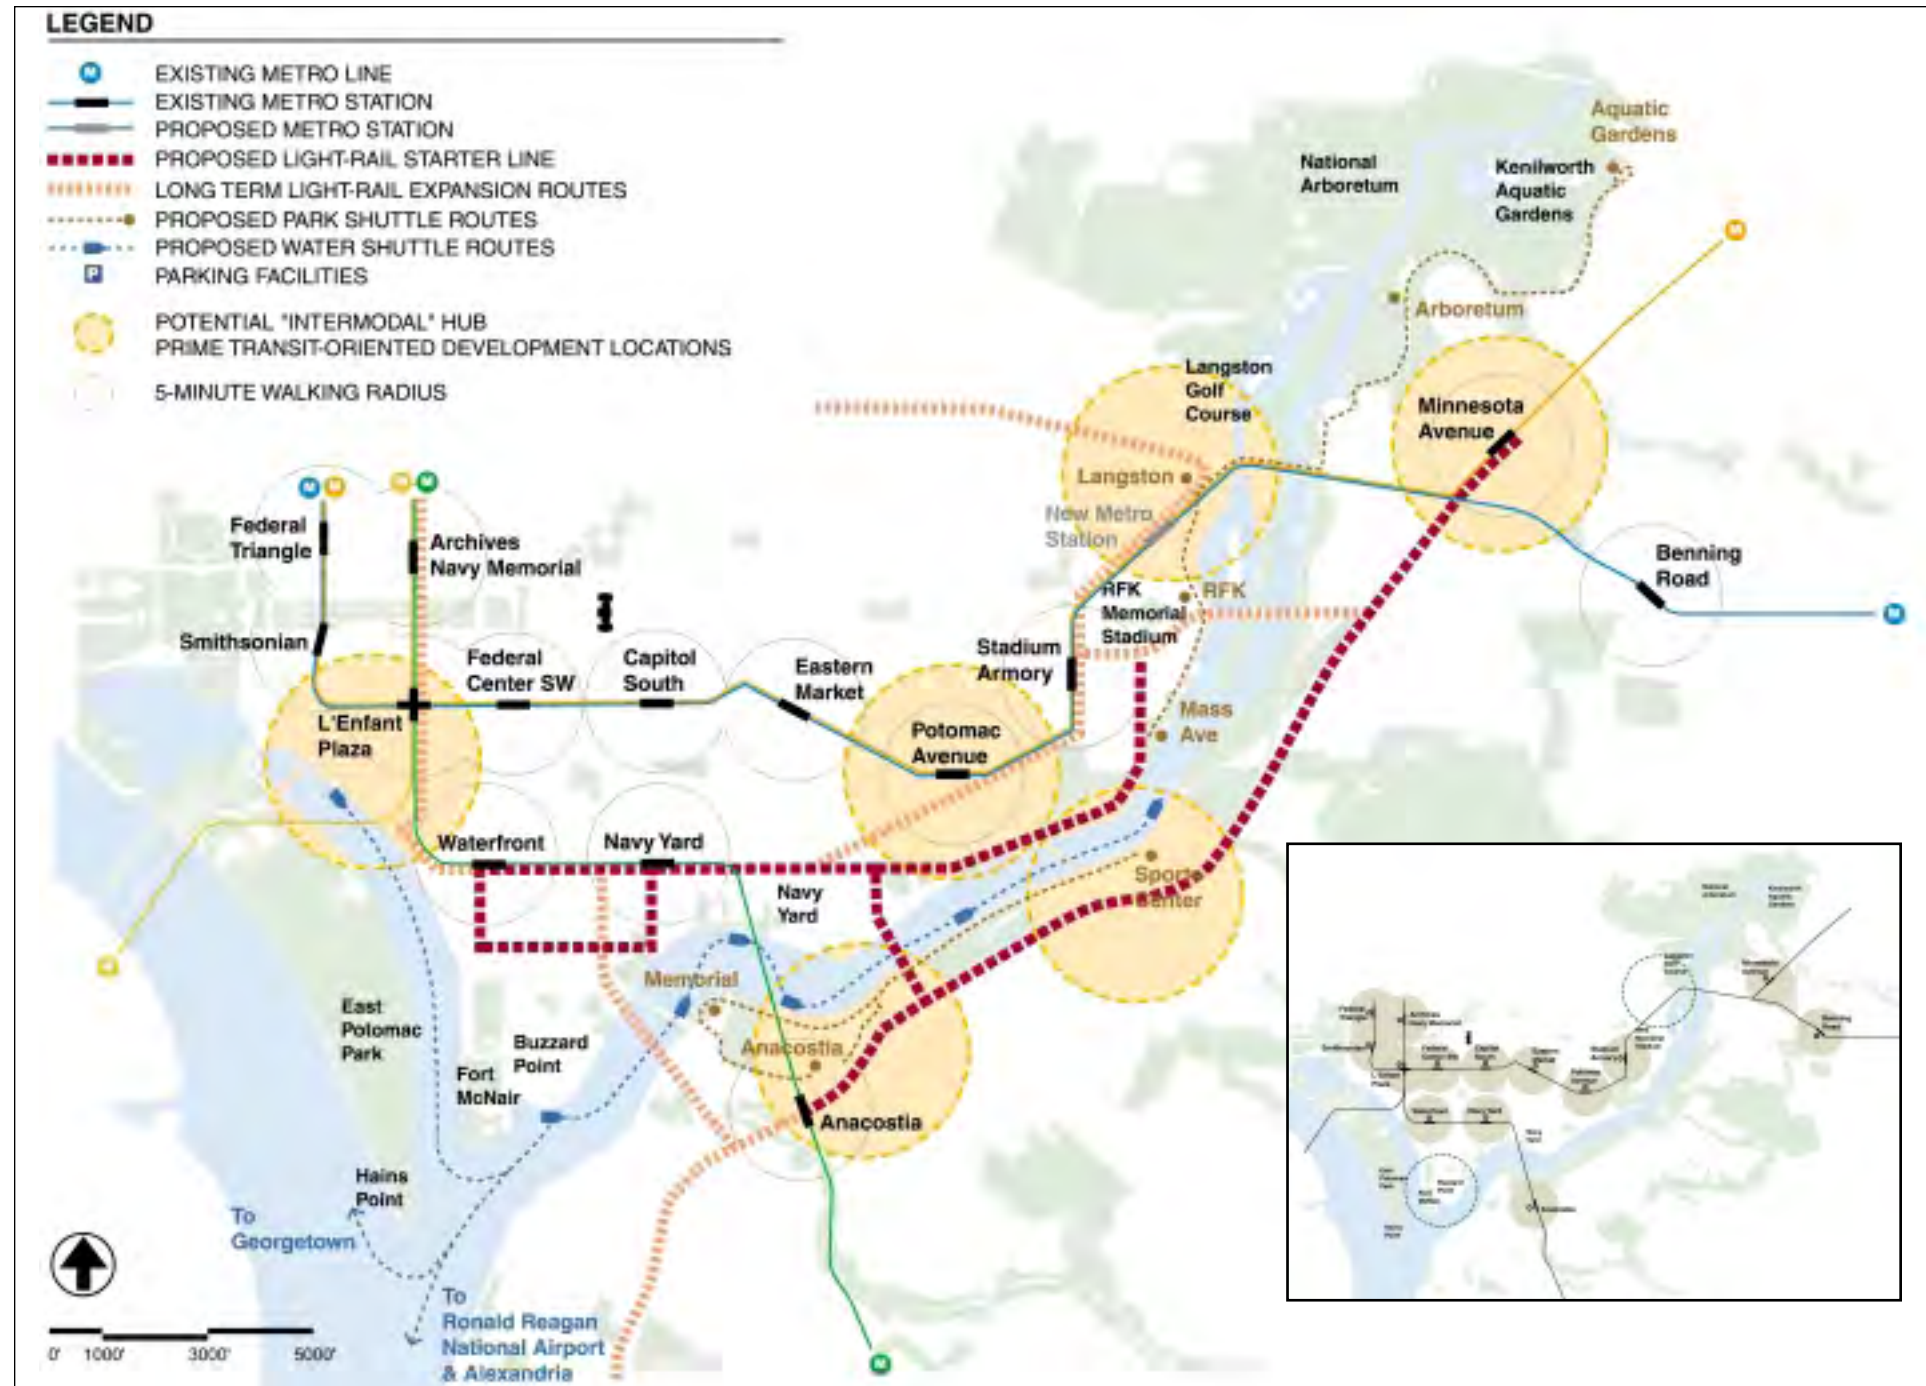 LEGEND
EXISTING METRO LINE
EXISTING METRO STATION
PROPOSED METRO STATION
PROPOSED LIGHT-RAIL STARTER LINE
LONG TERM LIGHT-RAIL EXPANSION ROUTES
PROPOSED PARK SHUTTLE ROUTES
PROPOSED WATER SHUTTLE ROUTES
P
PARKING FACILITIES
POTENTIAL "INTERMODAL" HUB
PRIME TRANSIT-ORIENTED DEVELOPMENT LOCATIONS
5-MINUTE WALKING RADIUS
Aquatic
Gardens
National
Arboretum
Kenilworth
Aquatic
Gardens
Arboretum
Langston
Golf
Course
Minnesota
Avenue
Langston
New Metro
Station
Federal
Triangle
Archives
Navy Memorial
Benning
Road
RFK
RFK
Memorial
Stadium
Smithsonian
Federal
Center SW
Capitol
South
Eastern
Market
Stadium
Armory
L'Enfant
Plaza
Potomac
Avenue
Mass
Ave
Waterfront
Navy Yard
Navy
Yard
Sports
Center
Memorial
East
Potomac
Park
Buzzard
Point
Anacostia
Fort
McNair
Anacostia
Hains
Point
To
Georgetown
To
Ronald Reagan
National Airport
& Alexandria
0' 1000' 3000' 5000'